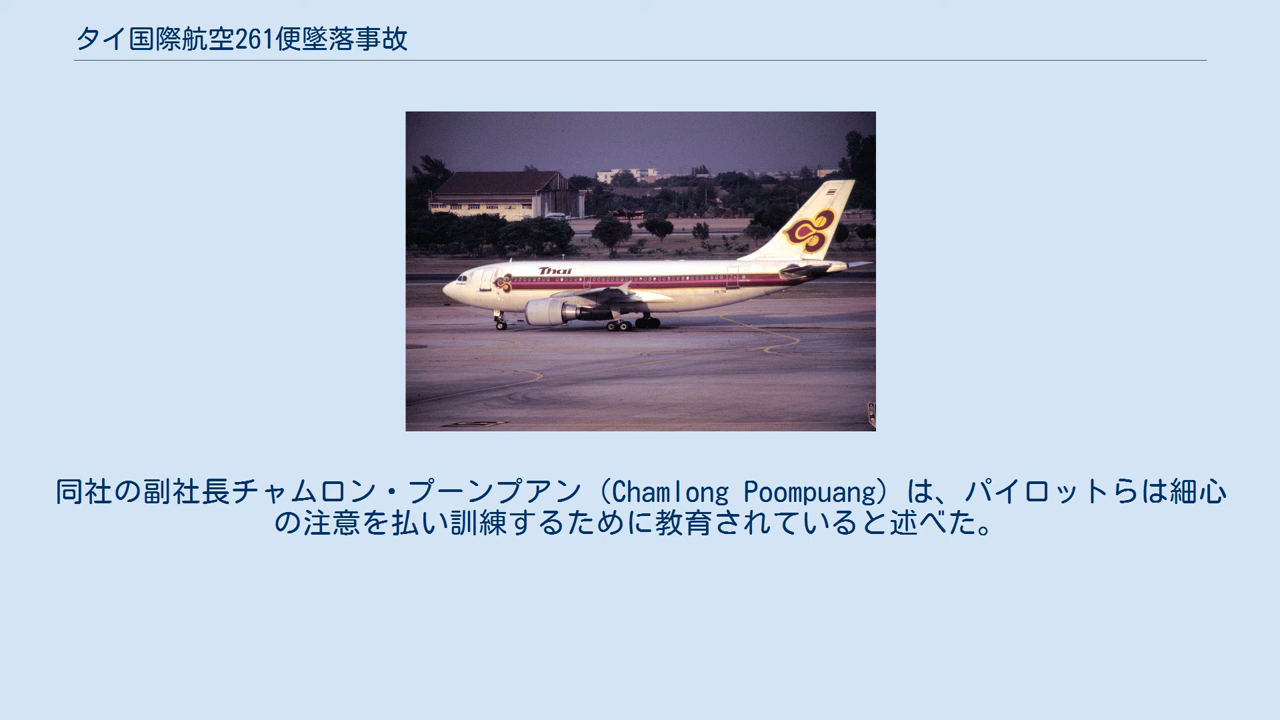 タイ国際航空261便墜落事故
Thai
同社の副社長チャムロン・プーンプアン（Chamlong Poompuang）は、パイロットらは細心
の注意を払い訓練するために教育されていると述べた。